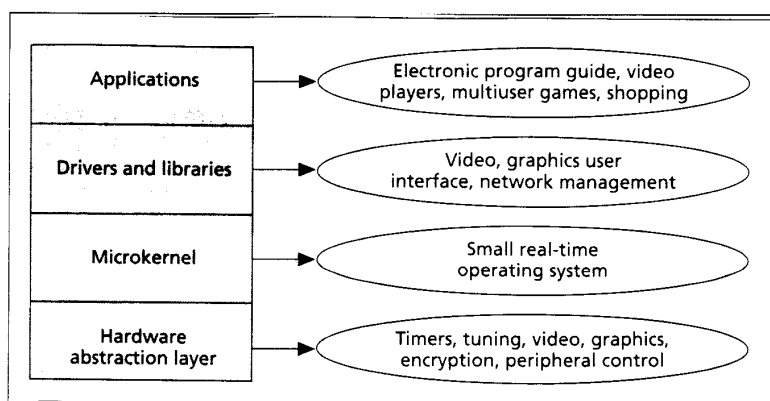 Applications
Electronic program guide, video
players, multiuser games, shopping
Drivers and libraries
Video, graphics user
interface, network management
Microkernel
Small real-time
operating system
Hardware
abstraction layer
Timers, tuning, video, graphics,
encryption, peripheral control